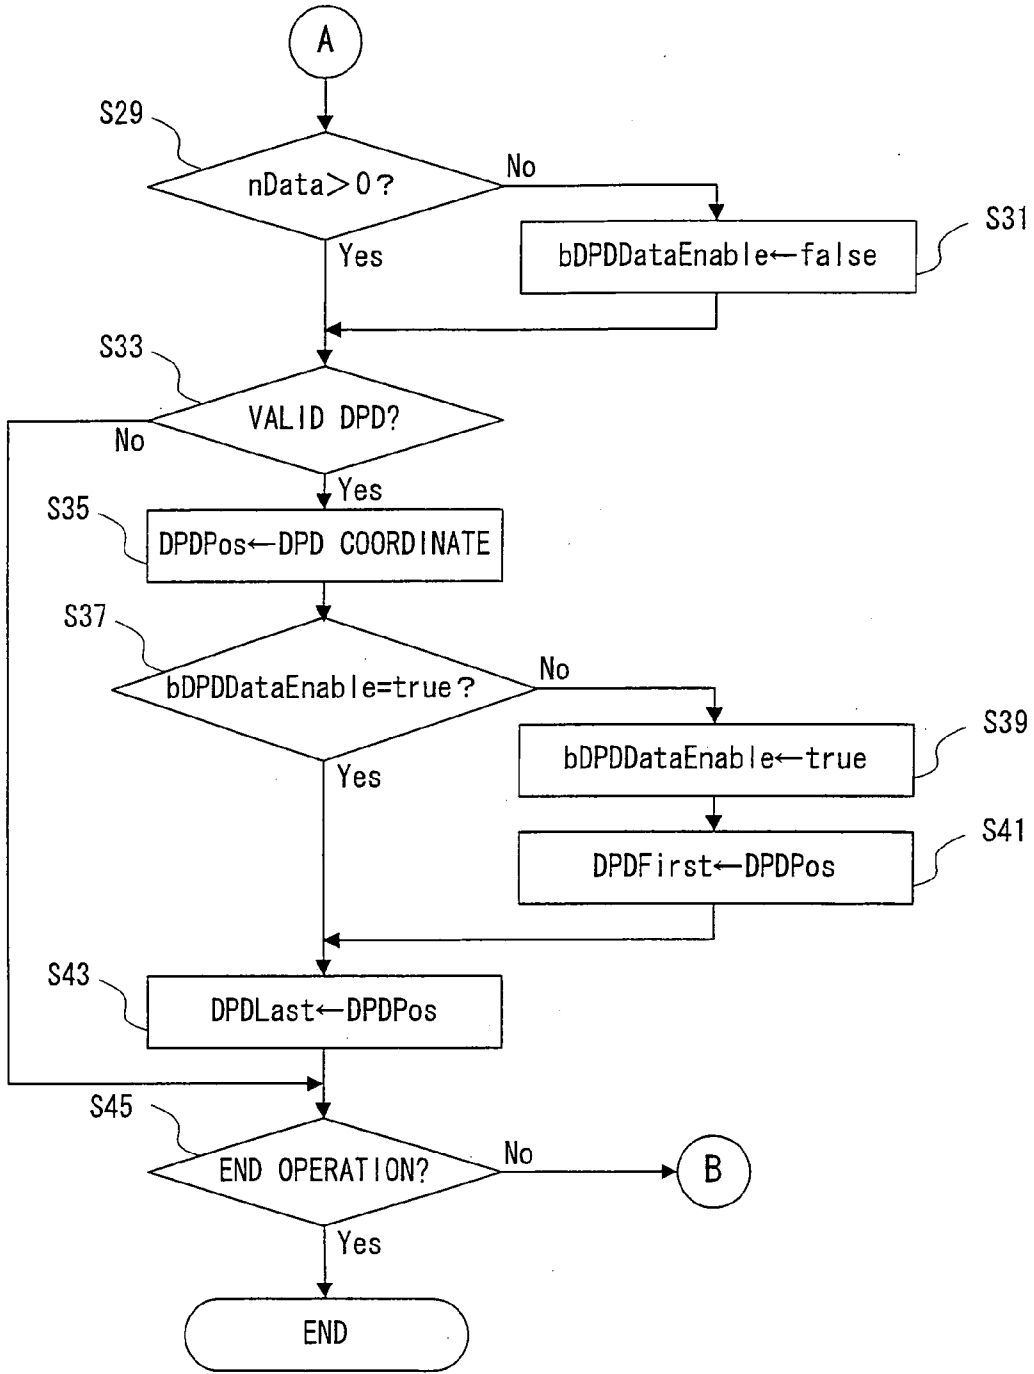 A
S29
nData>0?
No
Yes
S31
bDPDDataEnable←false
S33
VALID DPD?
No
Yes
S35
DPDPos←DPD COORDINATE
S37
bDPDDataEnable=true?
No
Yes
S39
bDPDDataEnable←true
S41
DPDFirst←DPDPos
S43
DPDLast←DPDPos
S45
END OPERATION?
No
B
Yes
END